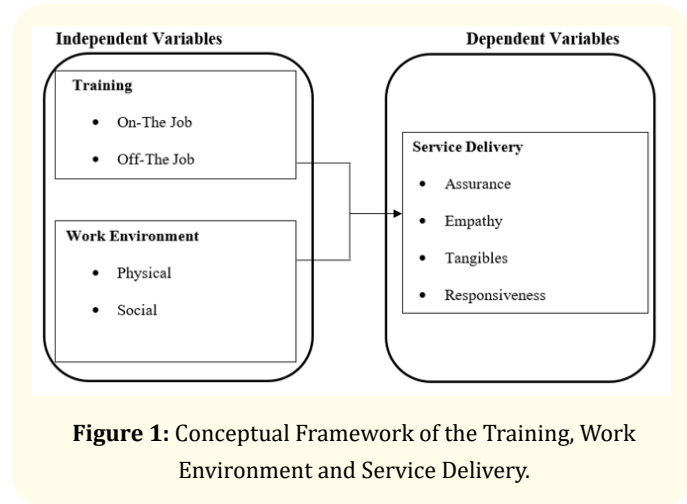 Independent Variables
Dependent Variables
Training
• On-The Job
• Off-The Job
Work Environment
• Physical
• Social
Service Delivery
• Assurance
• Empathy
• Tangibles
• Responsiveness
Figure 1: Conceptual Framework of the Training, Work
Environment and Service Delivery.